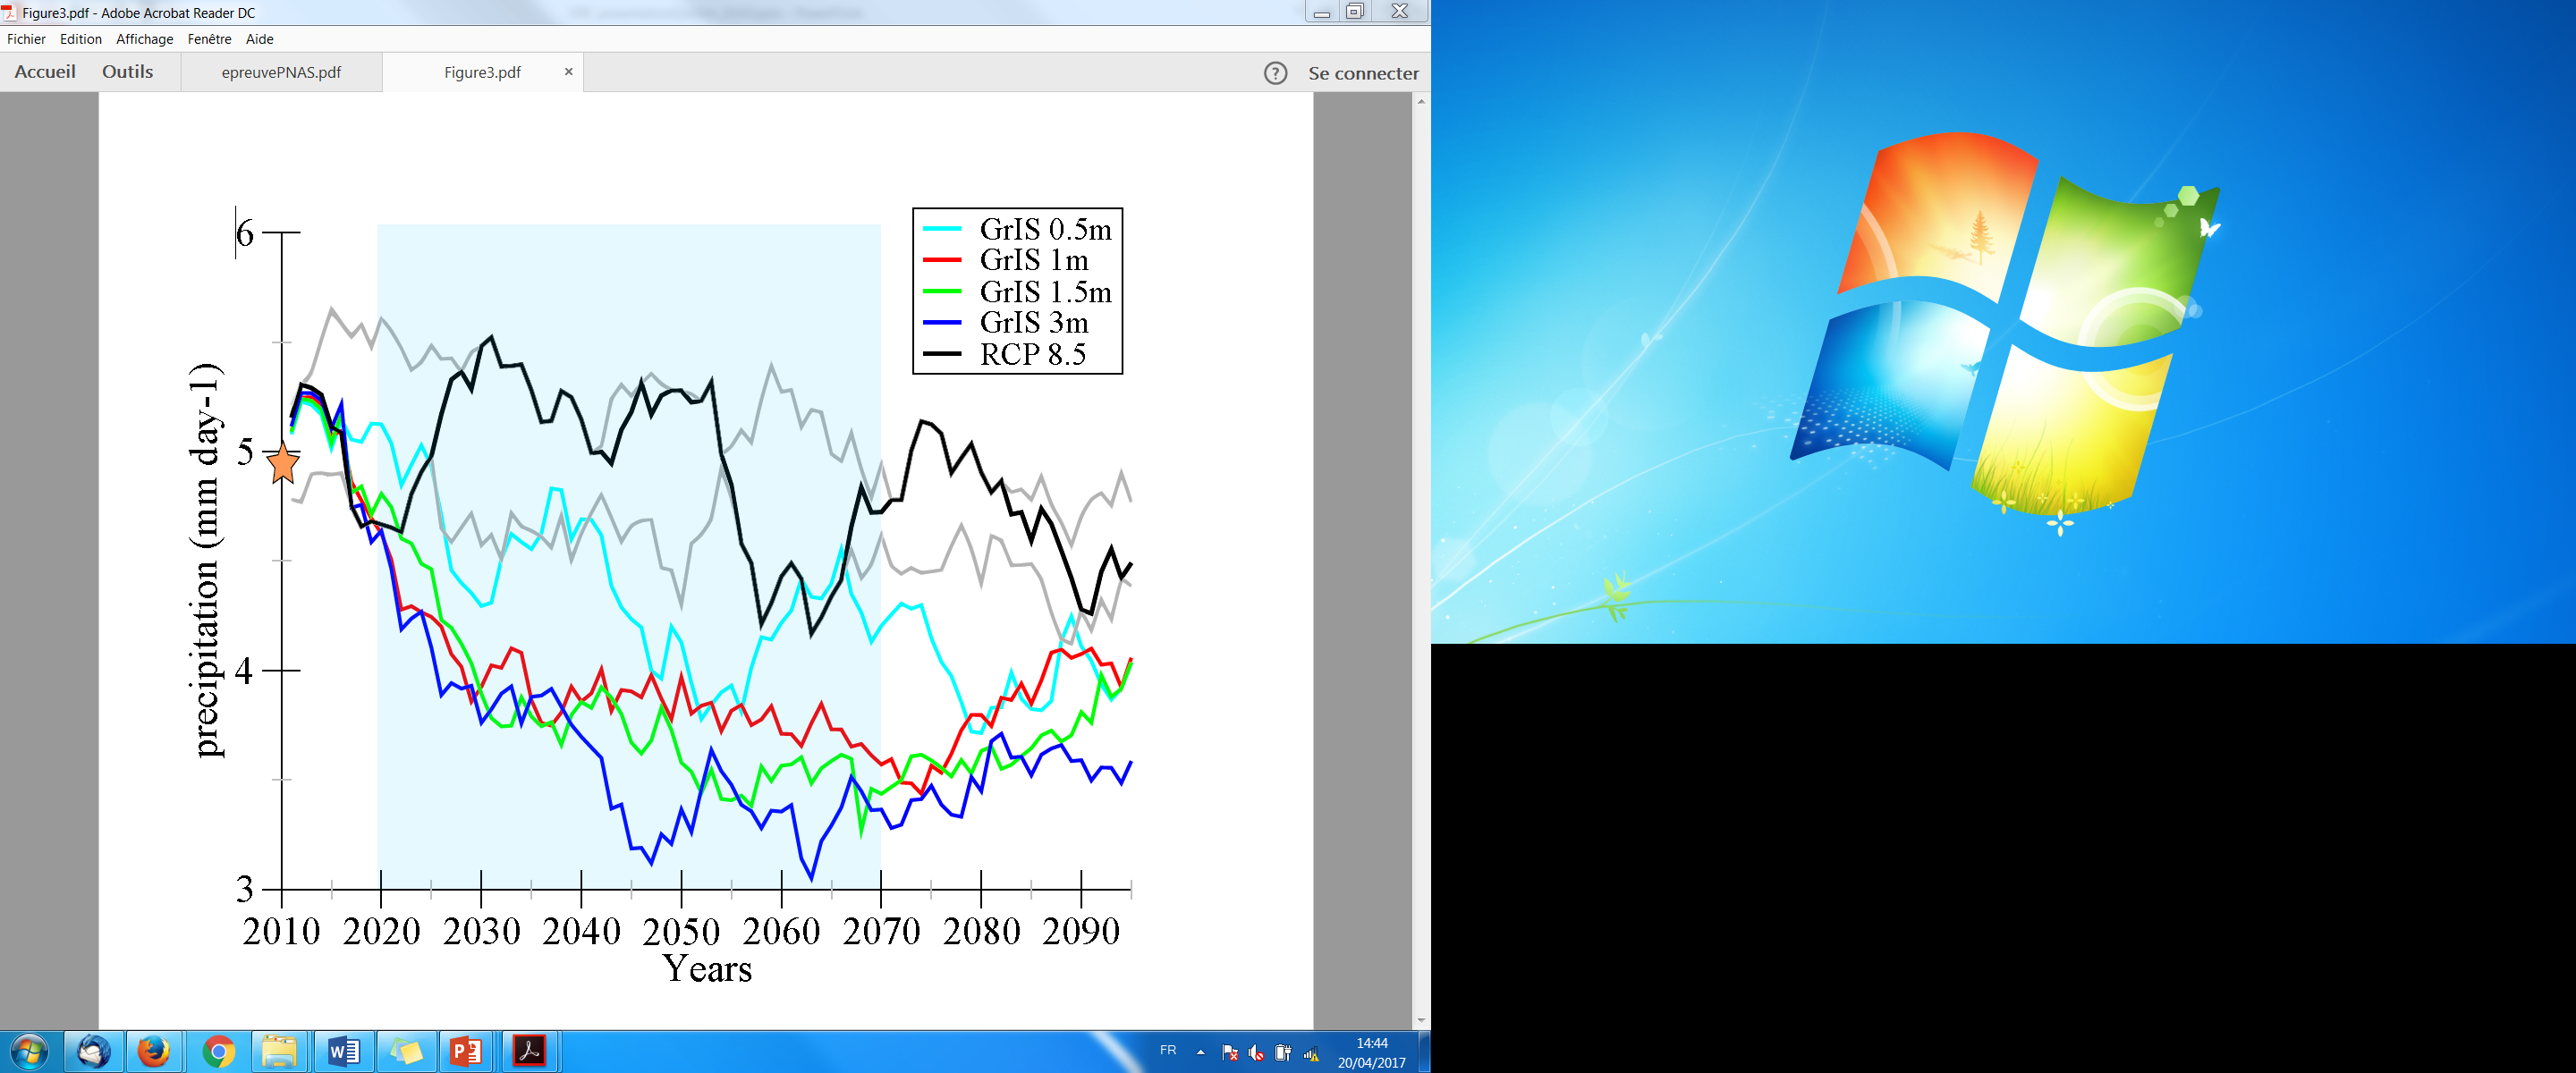 Figure3.pdf - Adobe Acrobat Reader DC
Fichier Edition Affichage Fenêtre Aide
Accueil Outils epreuvePNAS.pdf Figure3.pdf × ? Se connecter
GrIS 0.5m
GrIS 1m
GrIS 1.5m
GrIS 3m
RCP 8.5
precipitation (mm day-1)
6
5
4
3
2010 2020 2030 2040 2050 2060 2070 2080 2090
Years
FR
14:44
20/04/2017